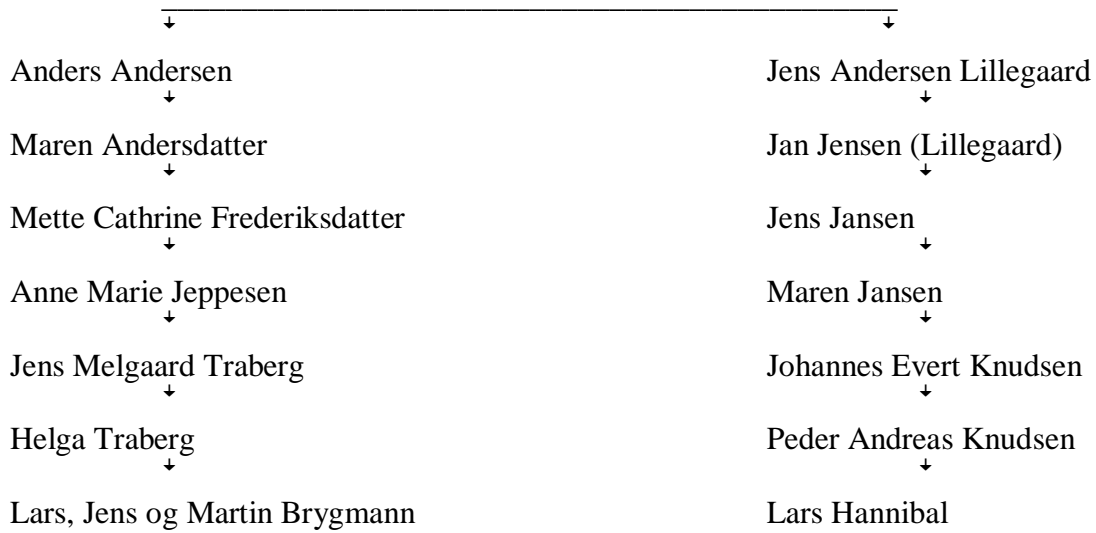 Anders Andersen Jens Andersen Lillegaard
Maren Andersdatter Jan Jensen (Lillegaard)
Mette Cathrine Frederiksdatter Jens Jansen
Anne Marie Jeppesen Maren Jansen
Jens Melgaard Traberg Johannes Evert Knudsen
Helga Traberg Peder Andreas Knudsen
Lars, Jens og Martin Brygmann Lars Hannibal